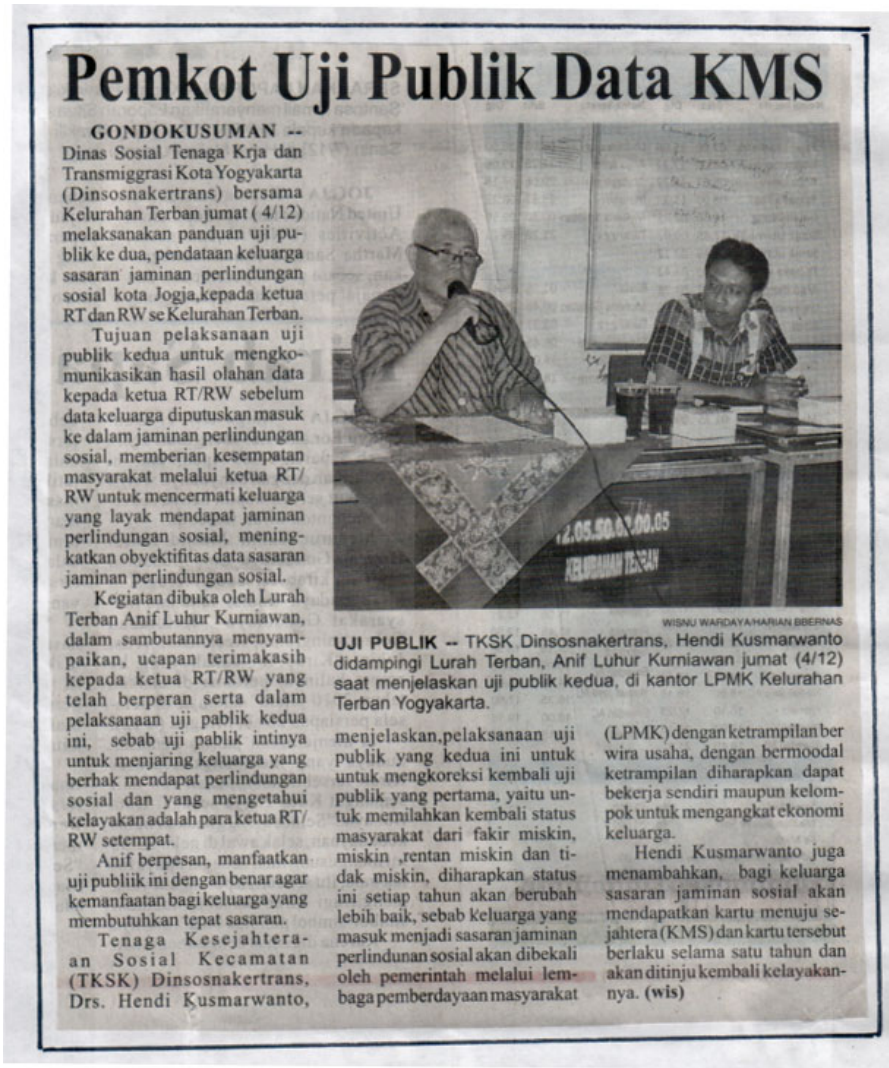 Pemkot Uji Publik Data KMS
GONDOKUSUMAN --
Dinas Sosial Tenaga Krja dan
Transmiggrasi Kota Yogyakarta
(Dinsosnakertrans) bersama
Kelurahan Terban jumat ( 4/12)
melaksanakan panduan uji pu-
blik ke dua, pendataan keluarga
sasaran jaminan perlindungan
sosial kota Jogja,kepada ketua
RT dan RW se Kelurahan Terban.
Tujuan pelaksanaan uji
publik kedua untuk mengko-
munikasikan hasil olahan data
kepada ketua RT/RW sebelum
data keluarga diputuskan masuk
ke dalam jaminan perlindungan
sosial, memberian kesempatan
masyarakat melalui ketua RT/
RW untuk mencermati keluarga
yang layak mendapat jaminan
perlindungan sosial, mening-
katkan obyektifitas data sasaran
jaminan perlindungan sosial.
Kegiatan dibuka oleh Lurah
Terban Anif Luhur Kurniawan,
dalam sambutannya menyam-
paikan, ucapan terimakasih
kepada ketua RT/RW yang
telah berperan serta dalam
pelaksanaan uji pablik kedua
ini, sebab uji pablik intinya
untuk menjaring keluarga yang
berhak mendapat perlindungan
sosial dan yang mengetahui
kelayakan adalah para ketua RT/
RW setempat.
Anif berpesan, manfaatkan
uji publiik ini dengan benar agar
kemanfaatan bagi keluarga yang
membutuhkan tepat sasaran.
Tenaga Kesejahtera-
an Sosial Kecamatan
(TKSK) Dinsosnakertrans,
Drs. Hendi Kusmarwanto,
12.05.50.02.00.05
KELURAHAN
WISNU WARDAYA/HARIAN BBERNAS
UJI PUBLIK -- TKSK Dinsosnakertrans, Hendi Kusmarwanto
didampingi Lurah Terban, Anif Luhur Kurniawan jumat (4/12)
saat menjelaskan uji publik kedua, di kantor LPMK Kelurahan
Terban Yogyakarta.
menjelaskan,pelaksanaan uji
publik yang kedua ini untuk
untuk mengkoreksi kembali uji
publik yang pertama, yaitu un-
tuk memilahkan kembali status
masyarakat dari fakir miskin,
miskin ,rentan miskin dan ti-
dak miskin, diharapkan status
ini setiap tahun akan berubah
lebih baik, sebab keluarga yang
masuk menjadi sasaran jaminan
perlindunan sosial akan dibekali
oleh pemerintah melalui lem-
baga pemberdayaan masyarakat
(LPMK) dengan ketrampilan ber
wira usaha, dengan bermoodal
ketrampilan diharapkan dapat
bekerja sendiri maupun kelom-
pok untuk mengangkat ekonomi
keluarga.
Hendi Kusmarwanto juga
menambahkan, bagi keluarga
sasaran jaminan sosial akan
mendapatkan kartu menuju se-
jahtera (KMS) dan kartu tersebut
berlaku selama satu tahun dan
akan ditinju kembali kelayakan-
nya. (wis)